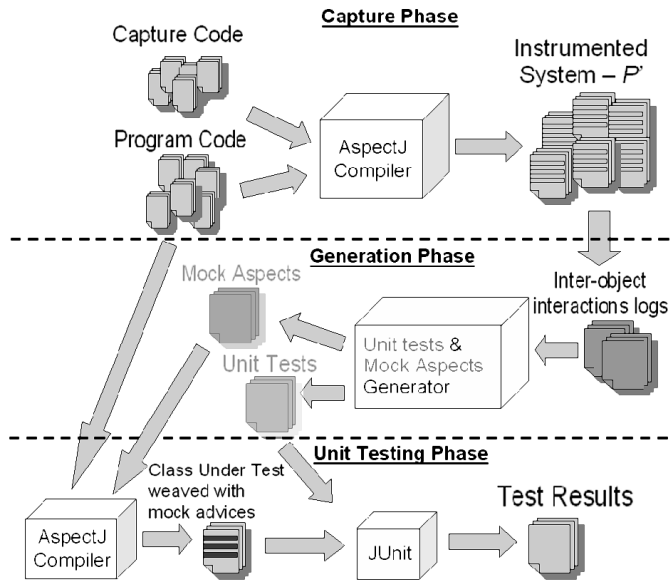 Capture Phase
Capture Code
Instrumented
System – P'
Program Code
AspectJ
Compiler
Generation Phase
Mock Aspects
Inter-object
interactions logs
Unit tests &
Mock Aspects
Generator
Unit Tests
Unit Testing Phase
Class Under Test
weaved with
mock advices
Test Results
AspectJ
Compiler
JUnit